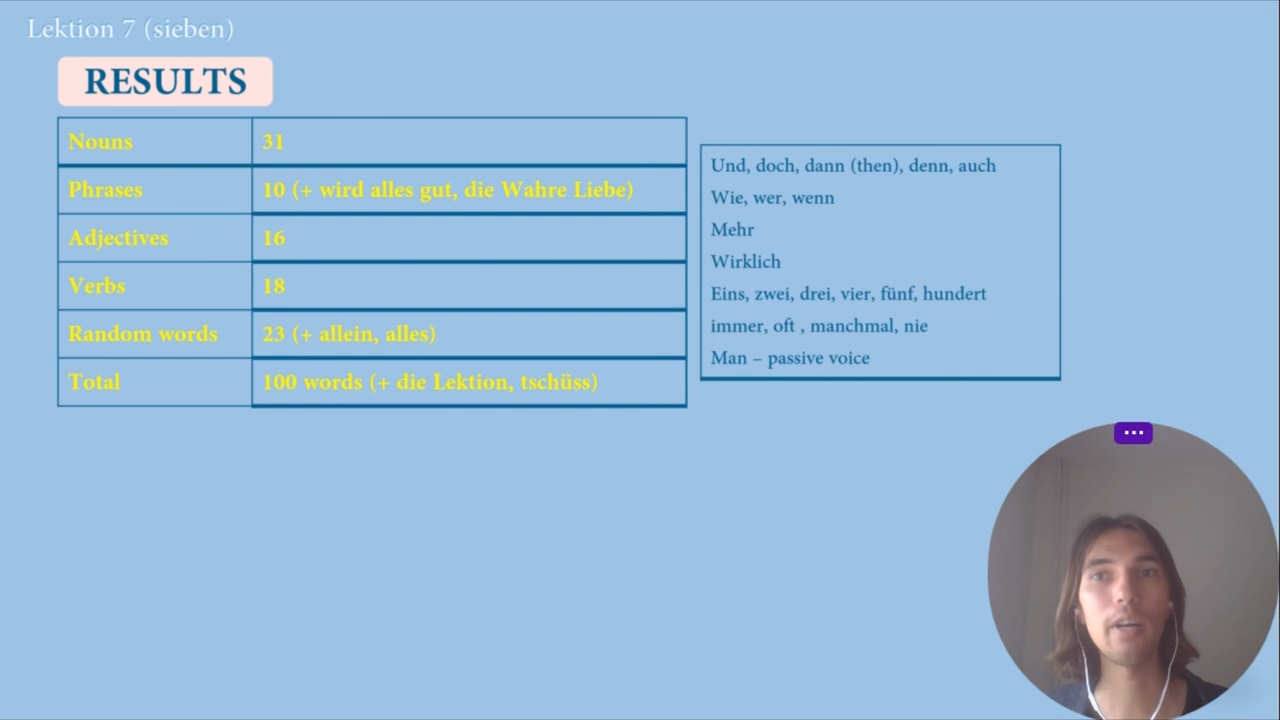 Lektion 7 (sieben)
RESULTS
Nouns 31
Phrases 10 (+ wird alles gut, die Wahre Liebe)
Adjectives 16
Verbs 18
Random words 23 (+ allein, alles)
Total 100 words (+ die Lektion, tschüss)
Und, doch, dann (then), denn, auch
Wie, wer, wenn
Mehr
Wirklich
Eins, zwei, drei, vier, fünf, hundert
immer, oft , manchmal, nie
Man – passive voice